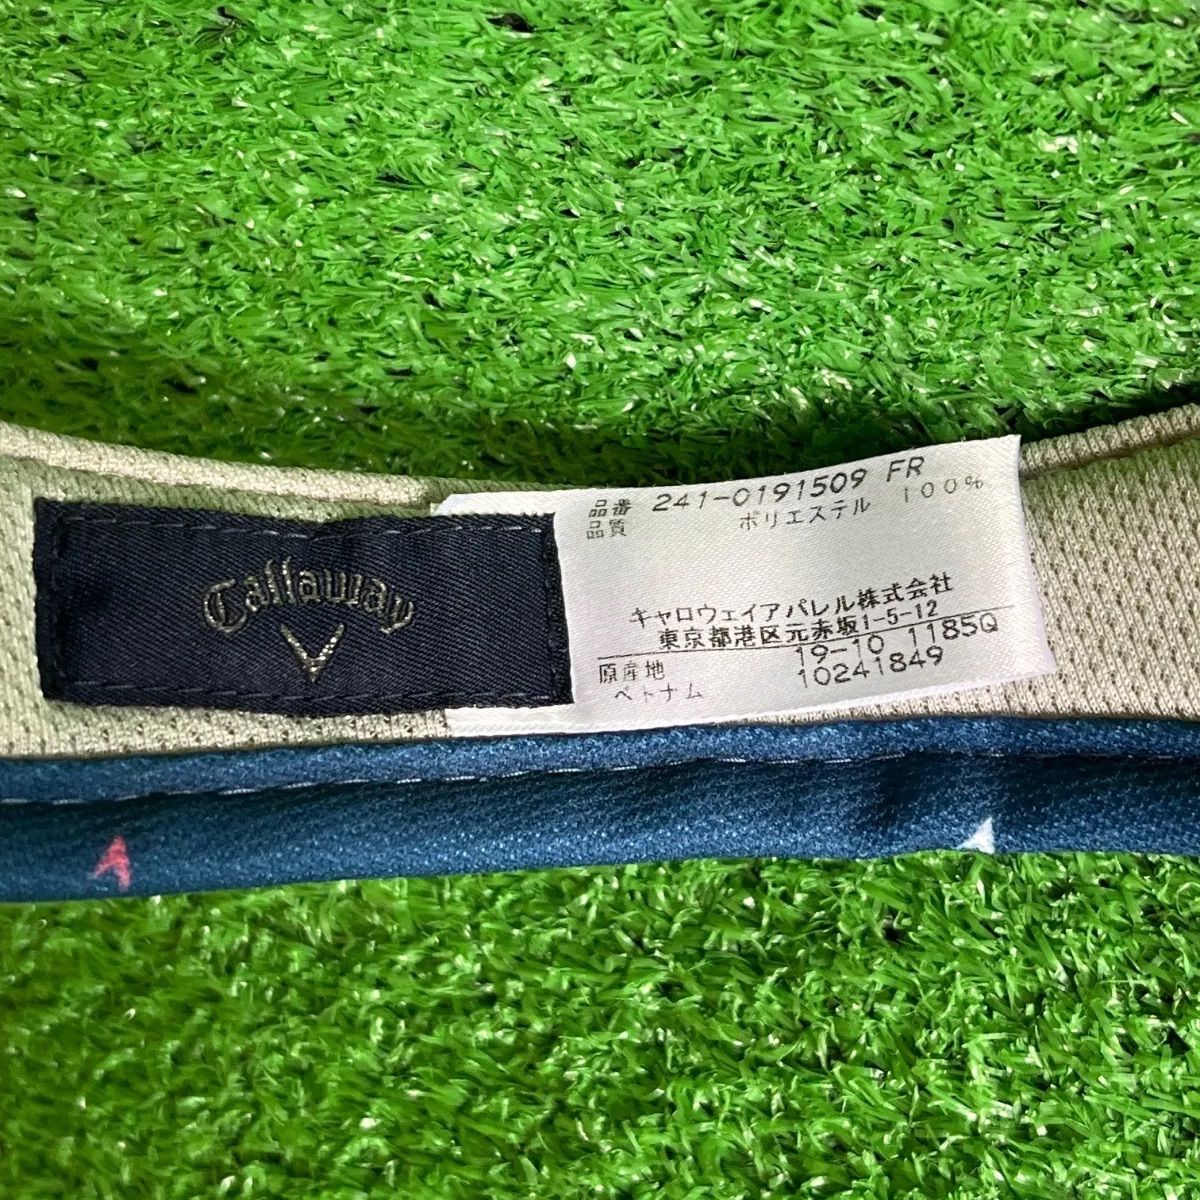 Callaway
品番 241-0191509 FR
品質 ポリエステル 100%
キャロウェイアパレル株式会社
東京都港区元赤坂1-5-12
19-10 1185Q
原産地 10241849
ベトナム